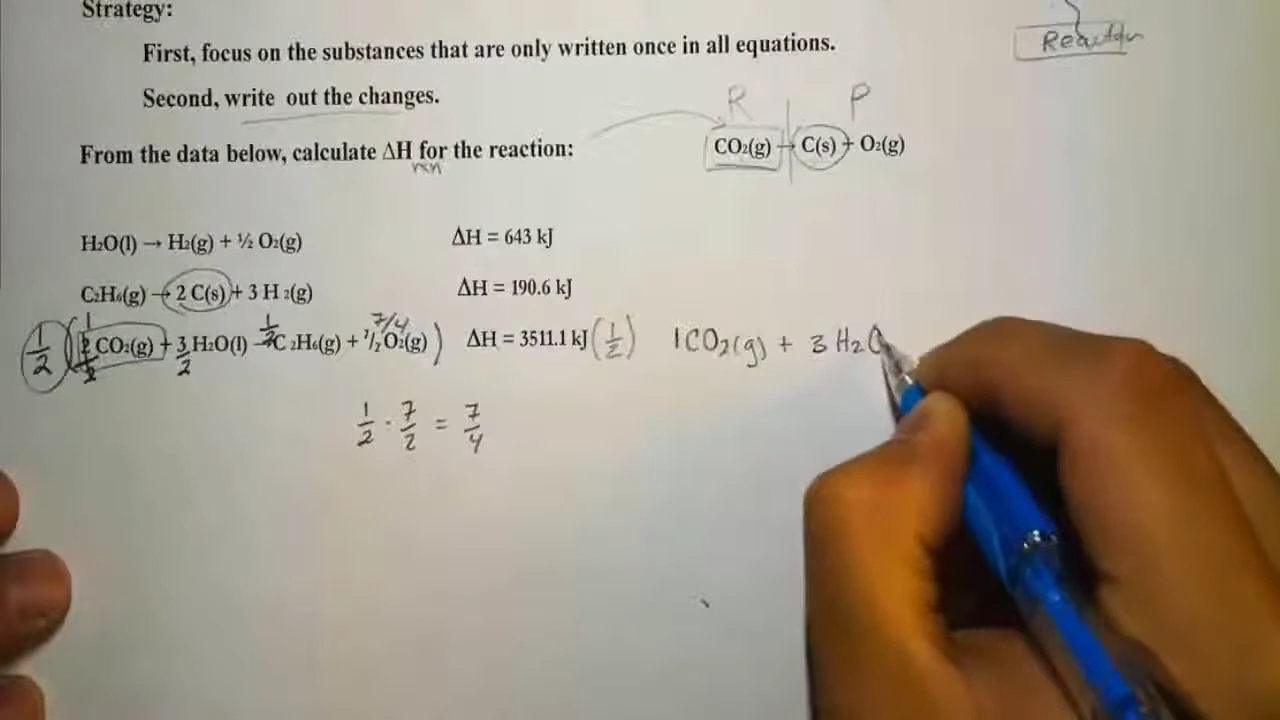 Strategy:
Reaction
First, focus on the substances that are only written once in all equations.
Second, write out the changes.
R P
From the data below, calculate ΔH for the reaction: CO₂(g) → C(s) + O₂(g)
rxn
H₂O(l) → H₂(g) + ½ O₂(g) ΔH = 643 kJ
C₂H₆(g) → 2 C(s) + 3 H₂(g) ΔH = 190.6 kJ
1 1/2 7/4
1/2 (2 CO₂(g) + 3 H₂O(l) → C₂H₆(g) + 7/2 O₂(g)) ΔH = 3511.1 kJ (1/2) 1CO₂(g) + 3 H₂O
2 2
1/2 · 7/2 = 7/4